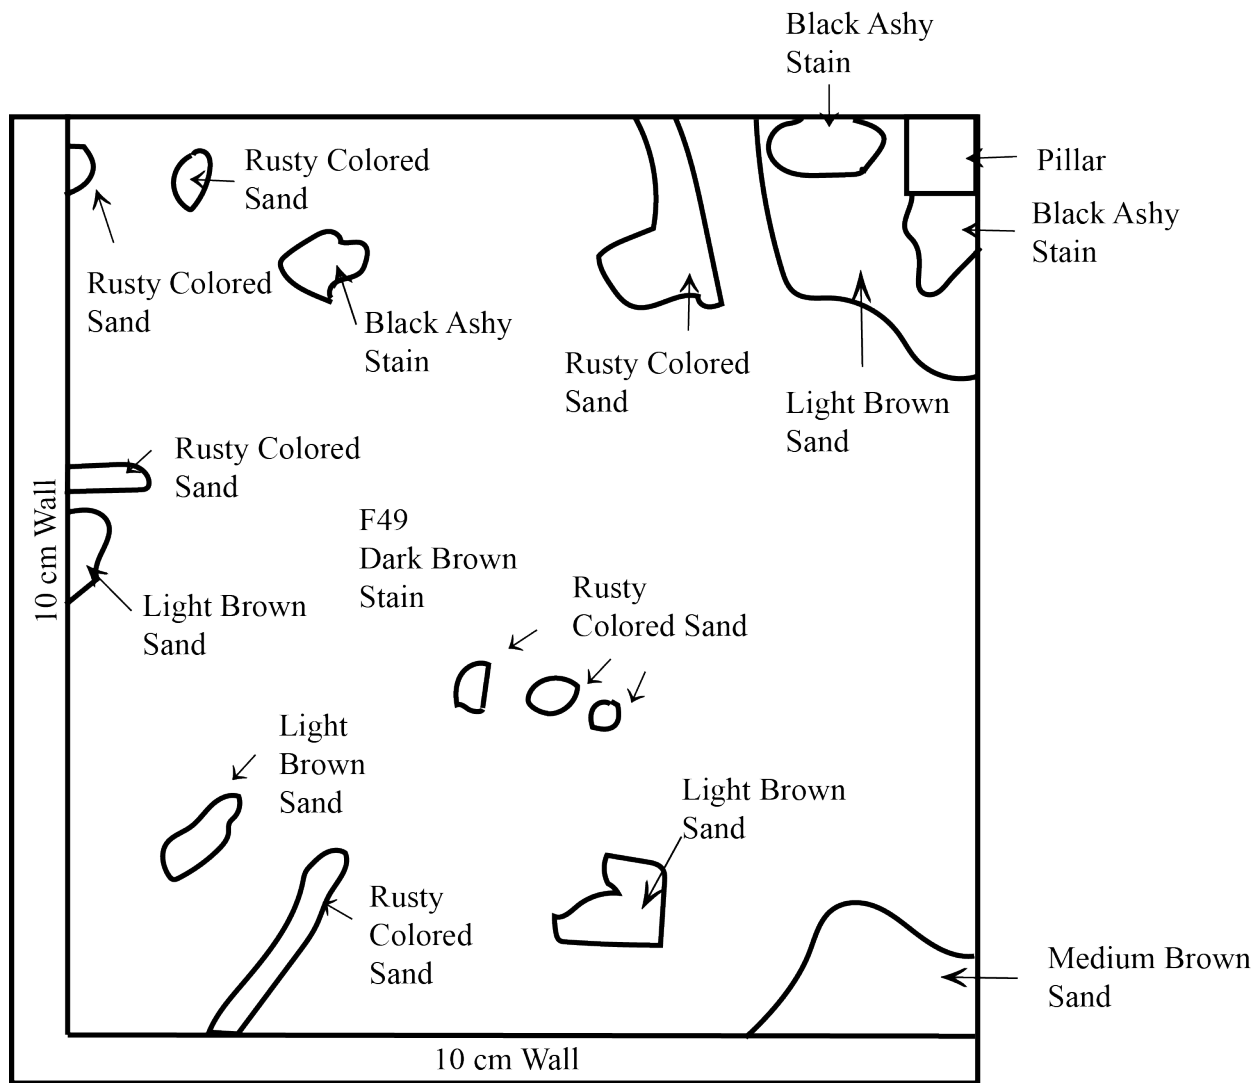 Black Ashy
Stain
Rusty Colored
Sand
Pillar
Black Ashy
Stain
Rusty Colored
Sand
Black Ashy
Stain
Rusty Colored
Sand
Light Brown
Sand
Rusty Colored
Sand
10 cm Wall
F49
Dark Brown
Stain
Light Brown
Sand
Rusty
Colored Sand
Light
Brown
Sand
Light Brown
Sand
Rusty
Colored
Sand
Medium Brown
Sand
10 cm Wall